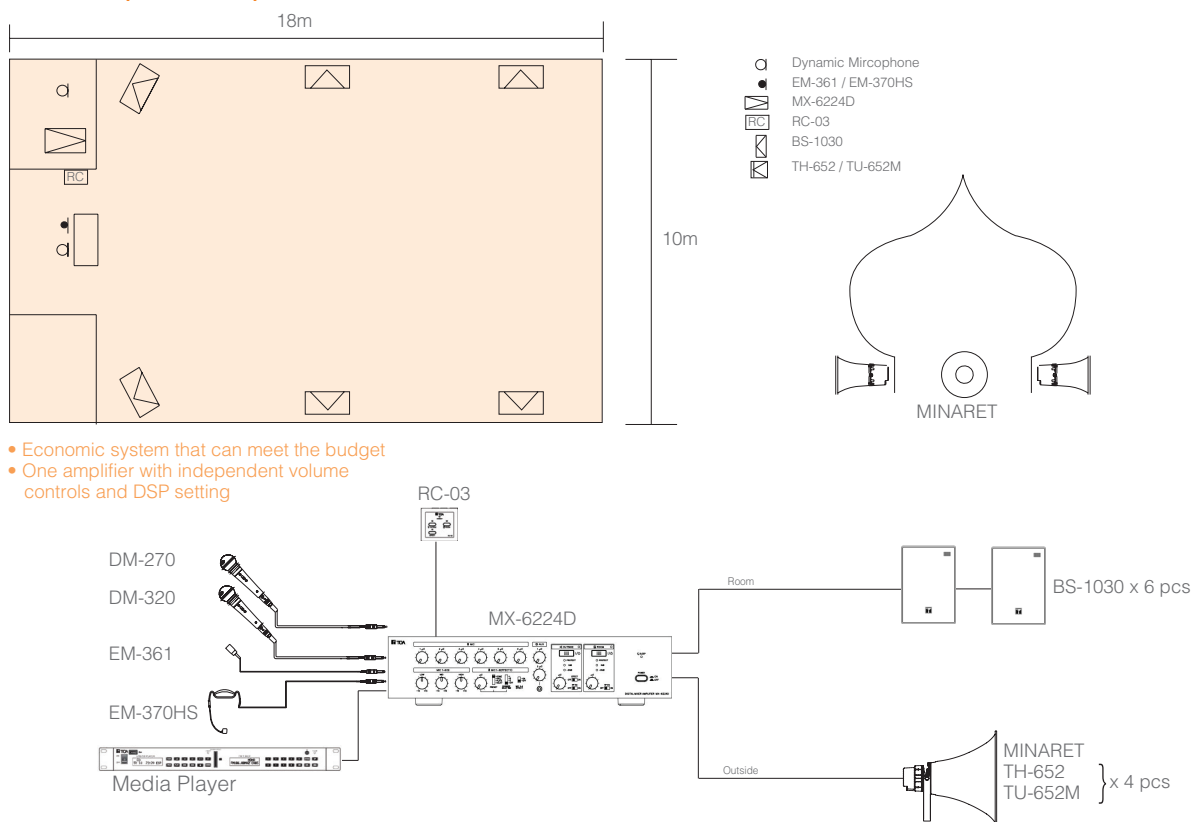 18m
Dynamic Mircophone
EM-361 / EM-370HS
MX-6224D
RC
RC-03
BS-1030
TH-652 / TU-652M
RC
10m
MINARET
• Economic system that can meet the budget
• One amplifier with independent volume
controls and DSP setting
RC-03
DM-270
DM-320
EM-361
EM-370HS
Media Player
MX-6224D
TOA
Room
BS-1030 x 6 pcs
Outside
MINARET
TH-652
TU-652M
x 4 pcs